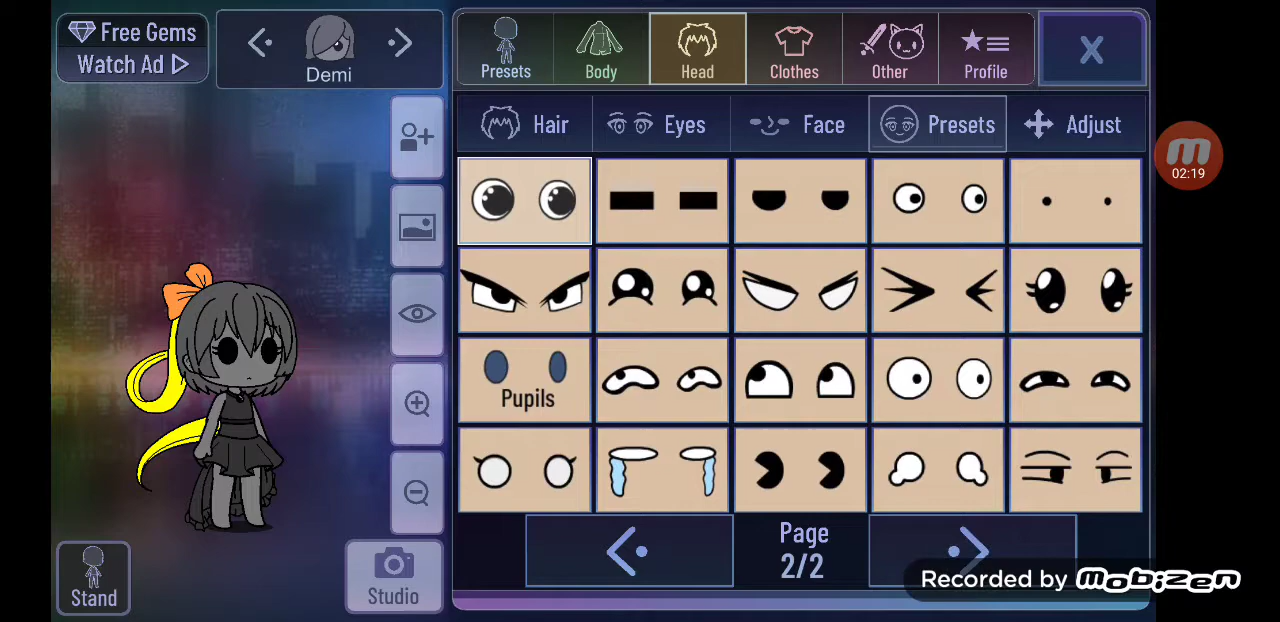 Free Gems
Watch Ad
Demi
Presets
Body
Head
Clothes
Other
Profile
X
Hair
Eyes
Face
Presets
Adjust
02:19
Pupils
Page
2/2
Stand
Studio
Recorded by mobizen